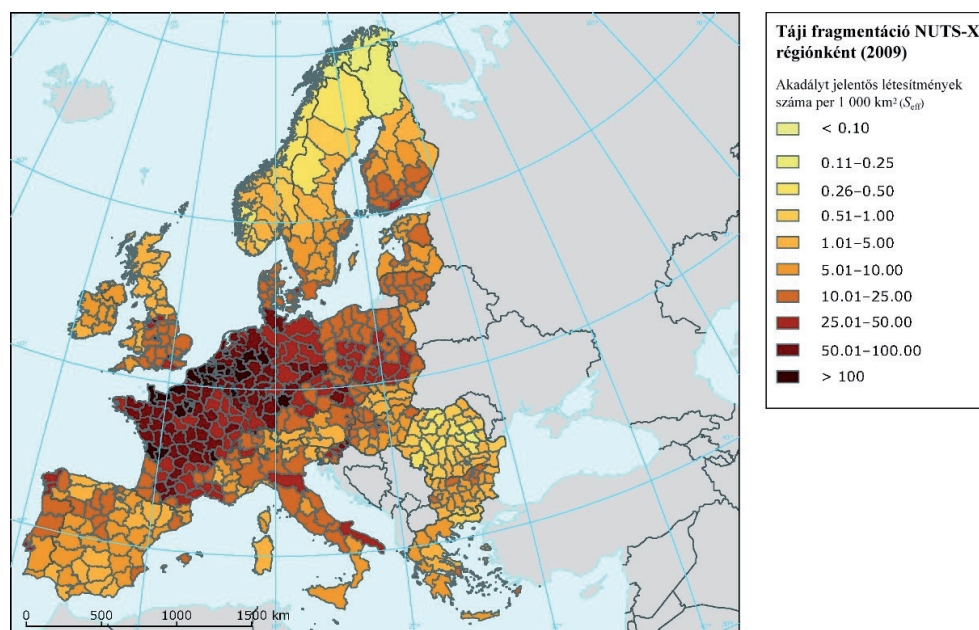 Táji fragmentáció NUTS-X
régiónként (2009)
Akadályt jelentős létesítmények
száma per 1 000 km² (Seff)
< 0.10
0.11–0.25
0.26–0.50
0.51–1.00
1.01–5.00
5.01–10.00
10.01–25.00
25.01–50.00
50.01–100.00
> 100
0 500 1000 1500 km